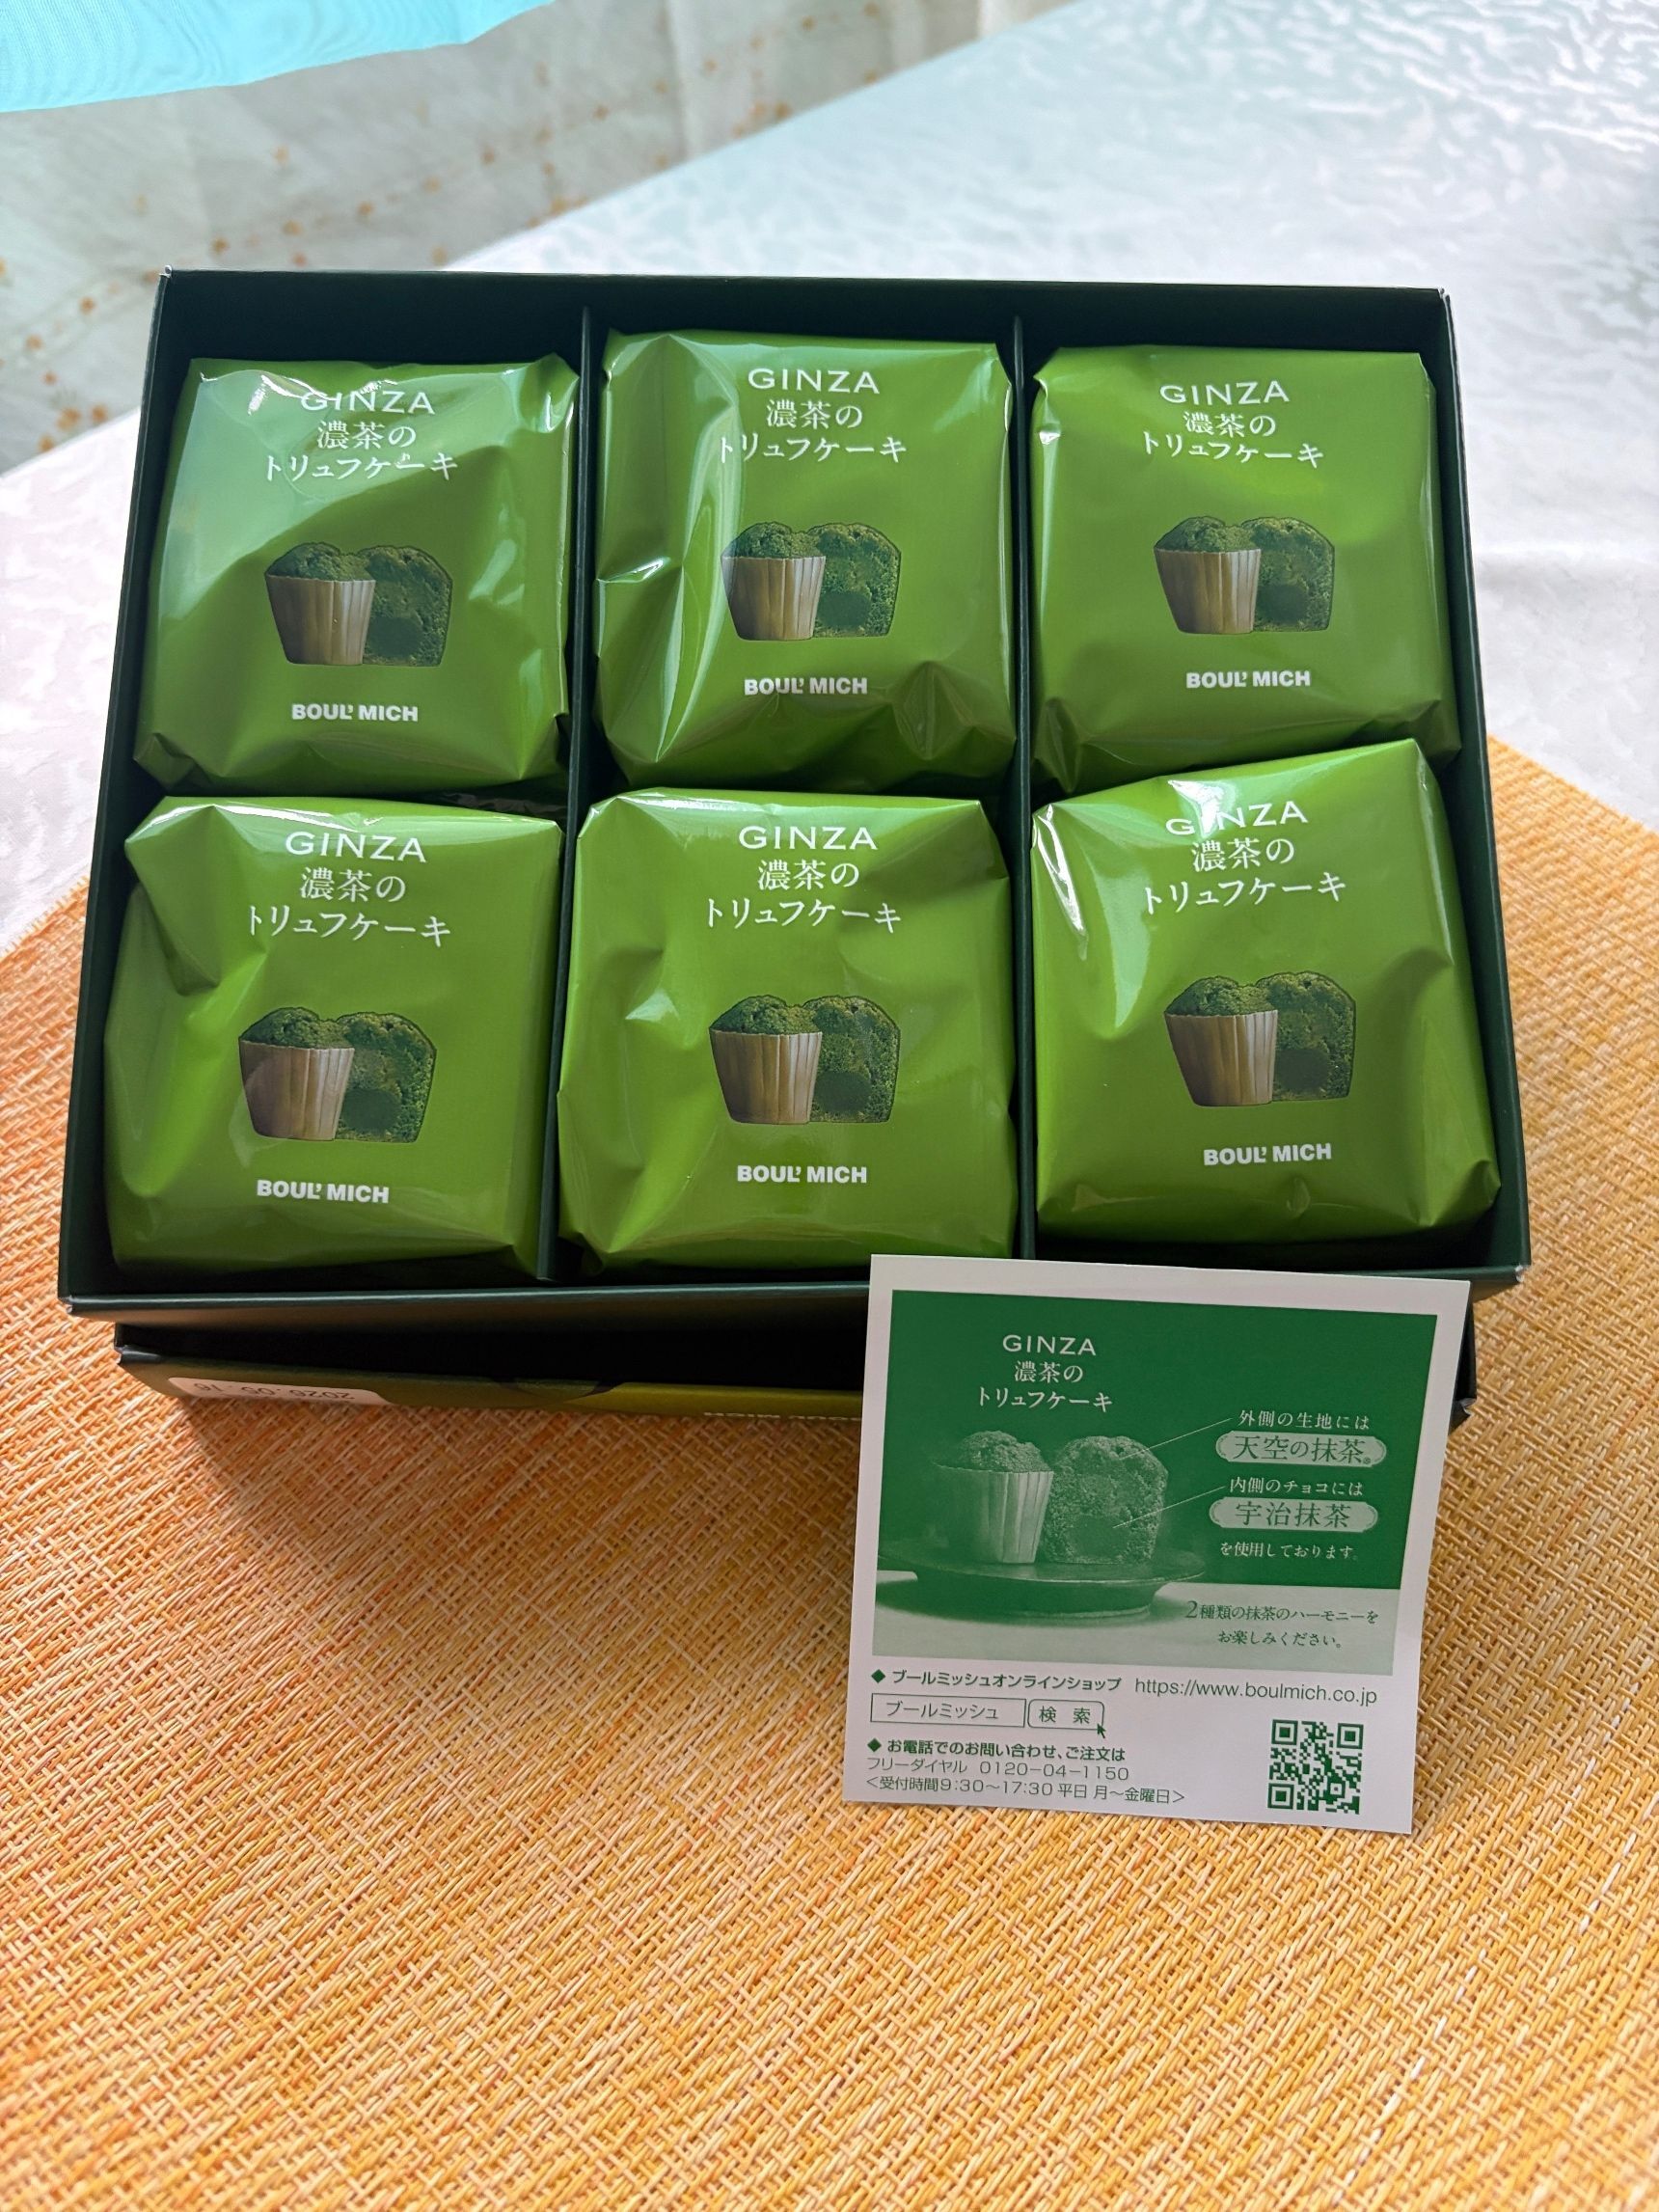 GINZA
濃茶の
トリュフケーキ
BOUL' MICH
GINZA
濃茶の
トリュフケーキ
BOUL' MICH
GINZA
濃茶の
トリュフケーキ
BOUL' MICH
GINZA
濃茶の
トリュフケーキ
BOUL' MICH
GINZA
濃茶の
トリュフケーキ
BOUL' MICH
GINZA
濃茶の
トリュフケーキ
BOUL' MICH
2026.05.16
GINZA
濃茶の
トリュフケーキ
外側の生地には
天空の抹茶®
内側のチョコには
宇治抹茶
を使用しております。
2種類の抹茶のハーモニーを
お楽しみください。
◆ ブールミッシュオンラインショップ https://www.boulmich.co.jp
ブールミッシュ 検 索
◆ お電話でのお問い合わせ、ご注文は
フリーダイヤル 0120-04-1150
<受付時間9:30〜17:30 平日 月〜金曜日>